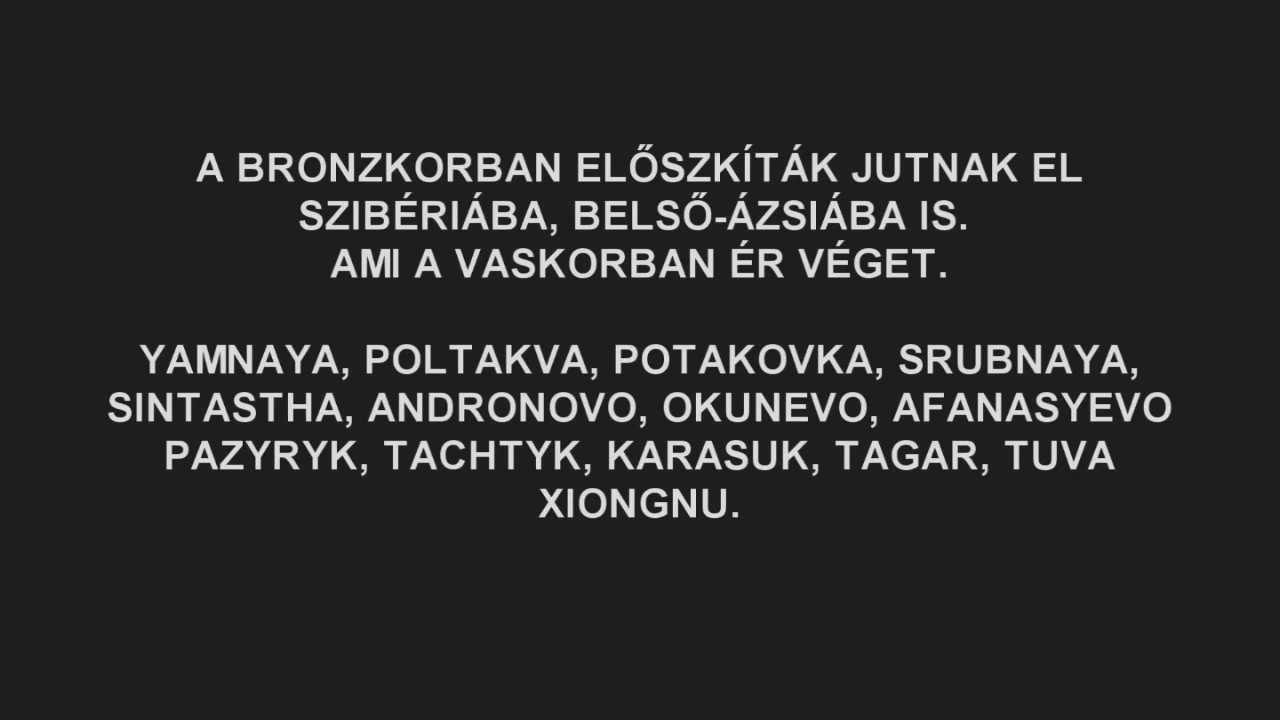 A BRONZKORBAN ELŐSZKÍTÁK JUTNAK EL
SZIBÉRIÁBA, BELSŐ-ÁZSIÁBA IS.
AMI A VASKORBAN ÉR VÉGET.
YAMNAYA, POLTAKVA, POTAKOVKA, SRUBNAYA,
SINTASTHA, ANDRONOVO, OKUNEVO, AFANASYEVO
PAZYRYK, TACHTYK, KARASUK, TAGAR, TUVA
XIONGNU.